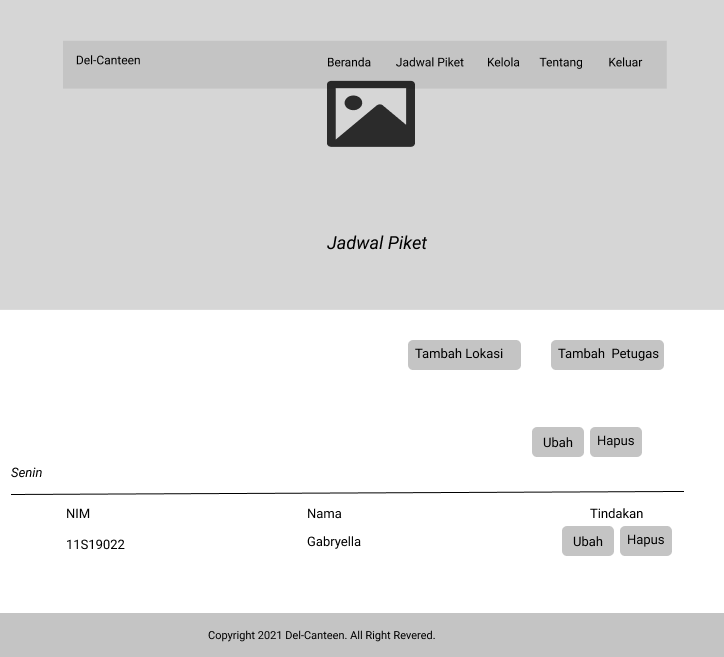 Del-Canteen Beranda Jadwal Piket Kelola Tentang Keluar
Jadwal Piket
Tambah Lokasi Tambah Petugas
Ubah Hapus
Senin
NIM Nama Tindakan
11S19022 Gabryella Ubah Hapus
Copyright 2021 Del-Canteen. All Right Revered.